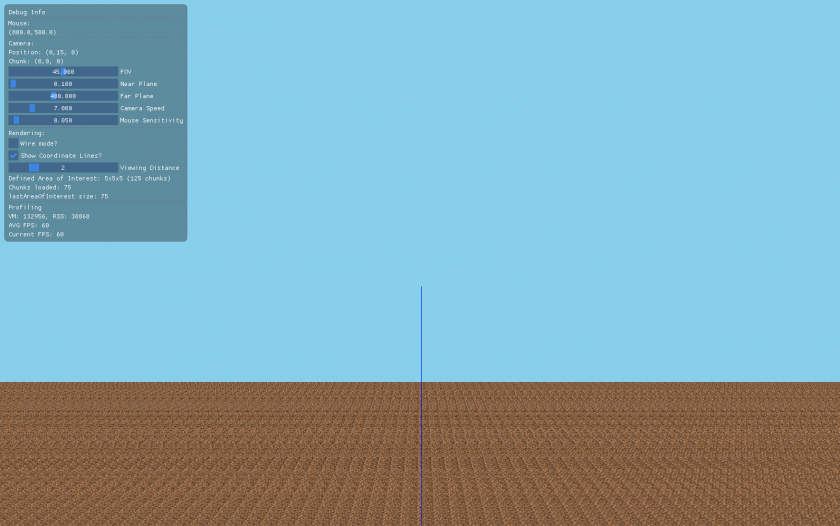 Debug Info
Mouse:
(800.0,500.0)
Camera:
Position: (0,15, 0)
Chunk: (0,0, 0)
45.000 FOV
0.100 Near Plane
400.000 Far Plane
7.000 Camera Speed
0.050 Mouse Sensitivity
Rendering:
Wire mode?
Show Coordinate Lines?
2 Viewing Distance
Defined Area of Interest: 5x5x5 (125 chunks)
Chunks loaded: 75
lastAreaOfInterest size: 75
Profiling
VM: 132956, RSS: 38868
AVG FPS: 60
Current FPS: 60